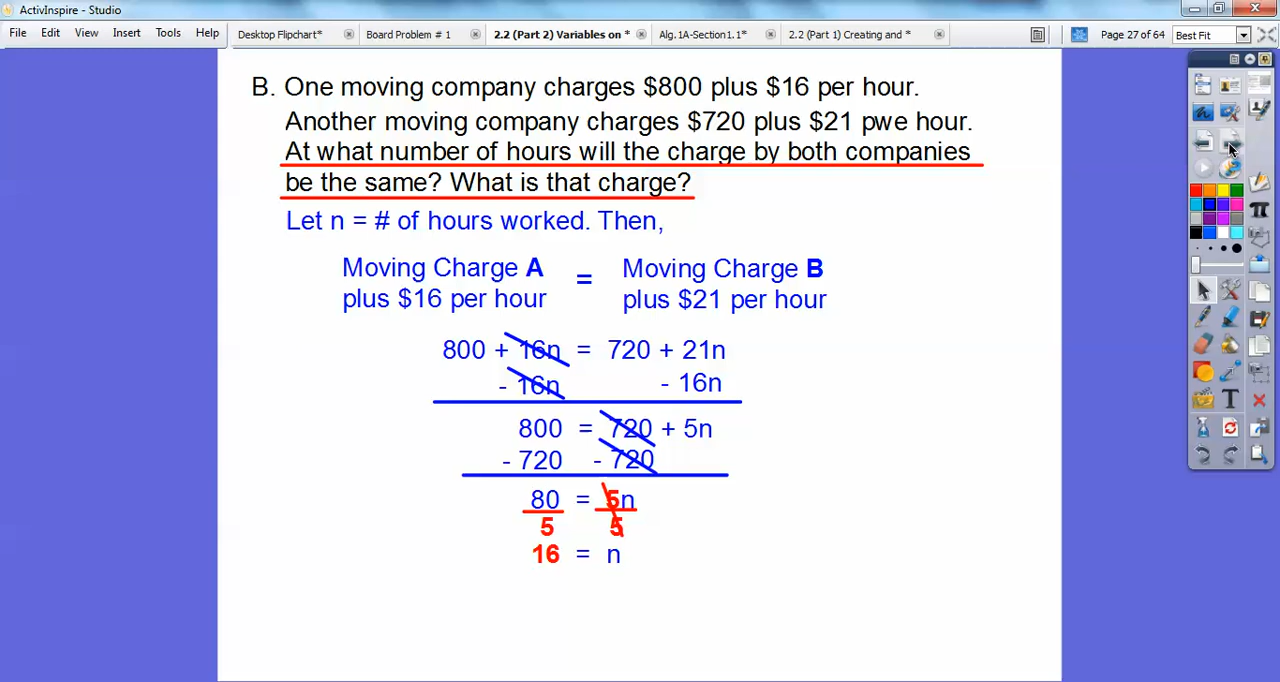 ActivInspire - Studio
File Edit View Insert Tools Help
Desktop Flipchart* Board Problem # 1 2.2 (Part 2) Variables on * Alg.1A-Section1.1* 2.2 (Part 1) Creating and * Page 27 of 64 Best Fit
B. One moving company charges $800 plus $16 per hour.
Another moving company charges $720 plus $21 pwe hour.
At what number of hours will the charge by both companies
be the same? What is that charge?
Let n = # of hours worked. Then,
Moving Charge A = Moving Charge B
plus $16 per hour plus $21 per hour
800 + 16n = 720 + 21n
- 16n - 16n
800 = 720 + 5n
- 720 - 720
80 = 5n
5 5
16 = n